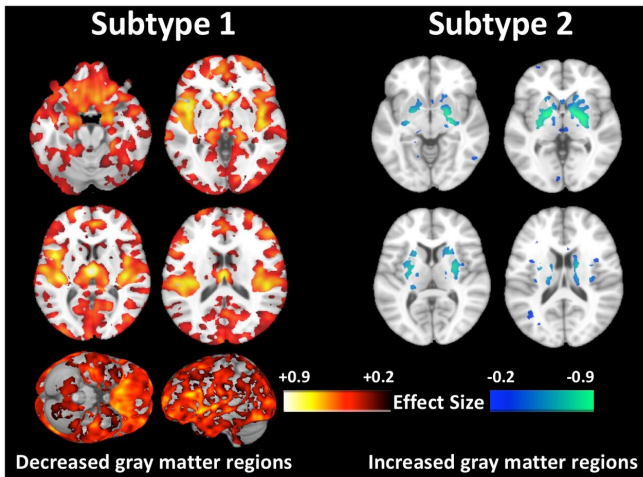 Subtype 1
Subtype 2
+0.9
+0.2
-0.2
-0.9
Effect Size
Decreased gray matter regions
Increased gray matter regions